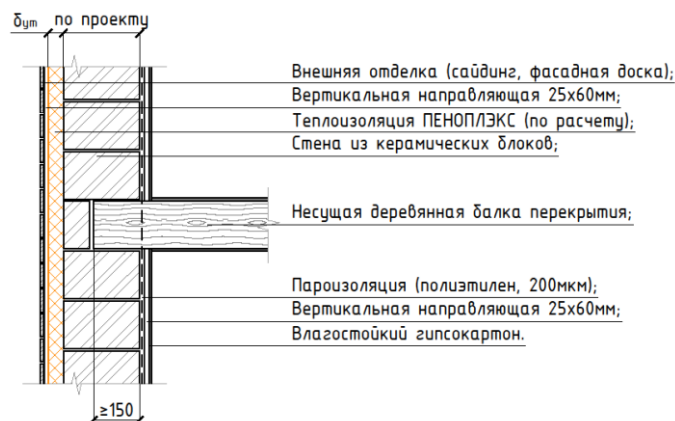 δут по проекту
Внешняя отделка (сайдинг, фасадная доска);
Вертикальная направляющая 25х60мм;
Теплоизоляция ПЕНОПЛЭКС (по расчету);
Стена из керамических блоков;
Несущая деревянная балка перекрытия;
Пароизоляция (полиэтилен, 200мкм);
Вертикальная направляющая 25х60мм;
Влагостойкий гипсокартон.
≥150